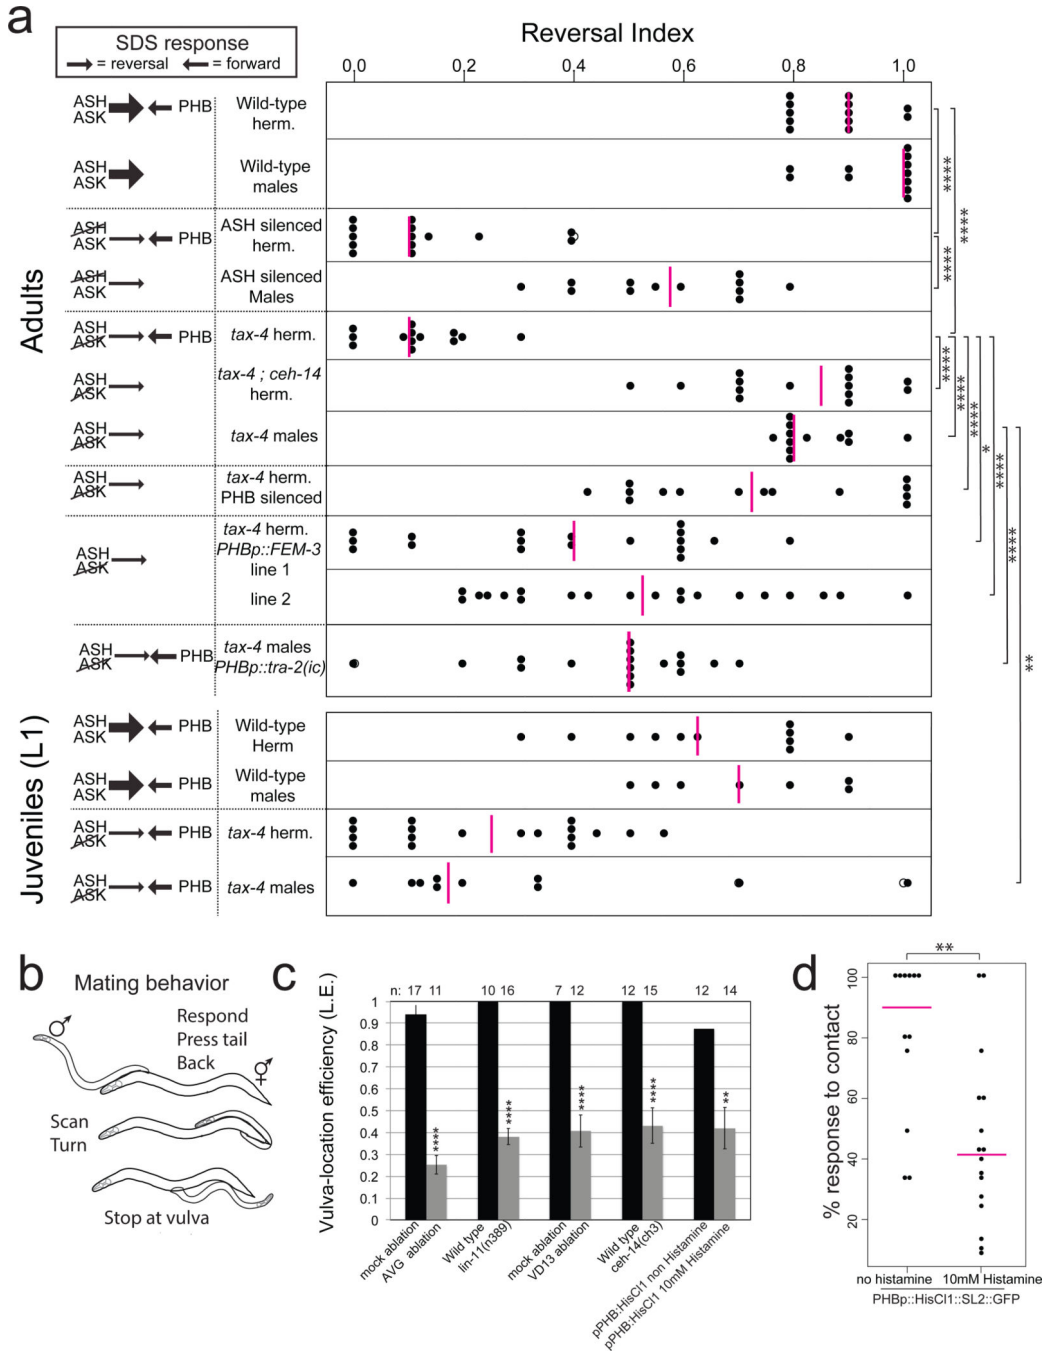 a
Reversal Index
SDS response
= reversal = forward
0,0 0,2 0,4 0,6 0,8 1,0
Adults
ASH
ASK
PHB
Wild-type
herm.
ASH
ASK
Wild-type
males
ASH
ASK
PHB
ASH silenced
herm.
ASH
ASK
ASH silenced
Males
ASH
ASK
PHB
tax-4 herm.
ASH
ASK
tax-4 ; ceh-14
herm.
ASH
ASK
tax-4 males
ASH
ASK
tax-4 herm.
PHB silenced
ASH
ASK
tax-4 herm.
PHBp::FEM-3
line 1
line 2
ASH
ASK
PHB
tax-4 males
PHBp::tra-2(ic)
****
****
****
****
****
****
*
****
****
****
**
Juveniles (L1)
ASH
ASK
PHB
Wild-type
Herm
ASH
ASK
PHB
Wild-type
males
ASH
ASK
PHB
tax-4 herm.
ASH
ASK
PHB
tax-4 males
b
Mating behavior
♂
Respond
Press tail
Back
⚥
Scan
Turn
Stop at vulva
c
Vulva-location efficiency (L.E.)
n: 17 11 10 16 7 12 12 15 12 14
1
0.9
0.8
0.7
0.6
0.5
0.4
0.3
0.2
0.1
0
****
****
****
****
**
mock ablation
AVG ablation
Wild type
lin-11(n389)
mock ablation
VD13 ablation
Wild type
ceh-14(ch3)
pPHB:HisCl1 non Histamine
pPHB:HisCl1 10mM Histamine
d
**
% response to contact
100
80
60
40
20
no histamine 10mM Histamine
PHBp::HisCl1::SL2::GFP